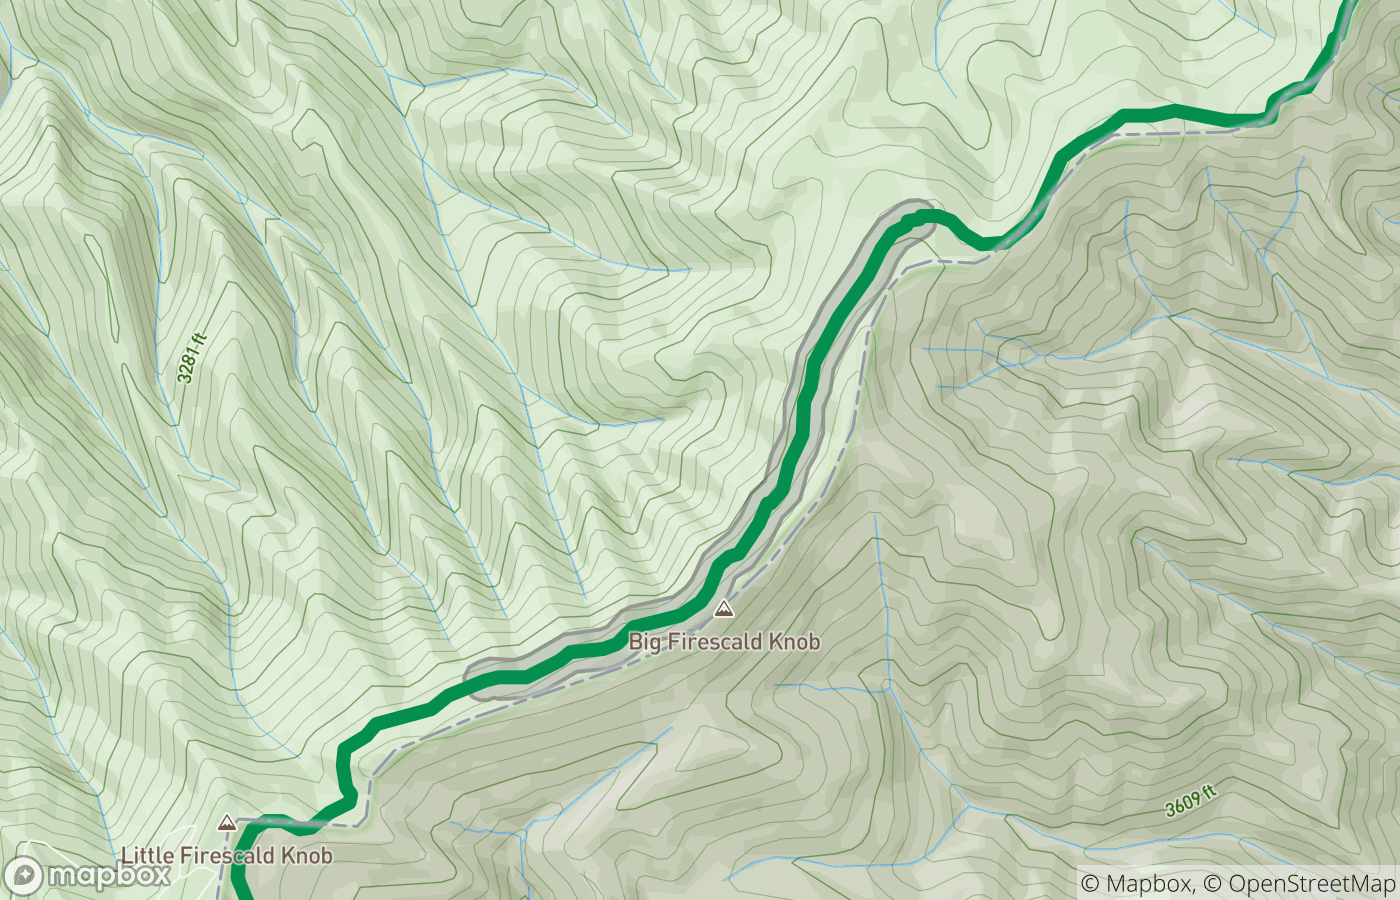 3281 ft
Big Firescald Knob
3609 ft
Little Firescald Knob
mapbox
© Mapbox, © OpenStreetMap